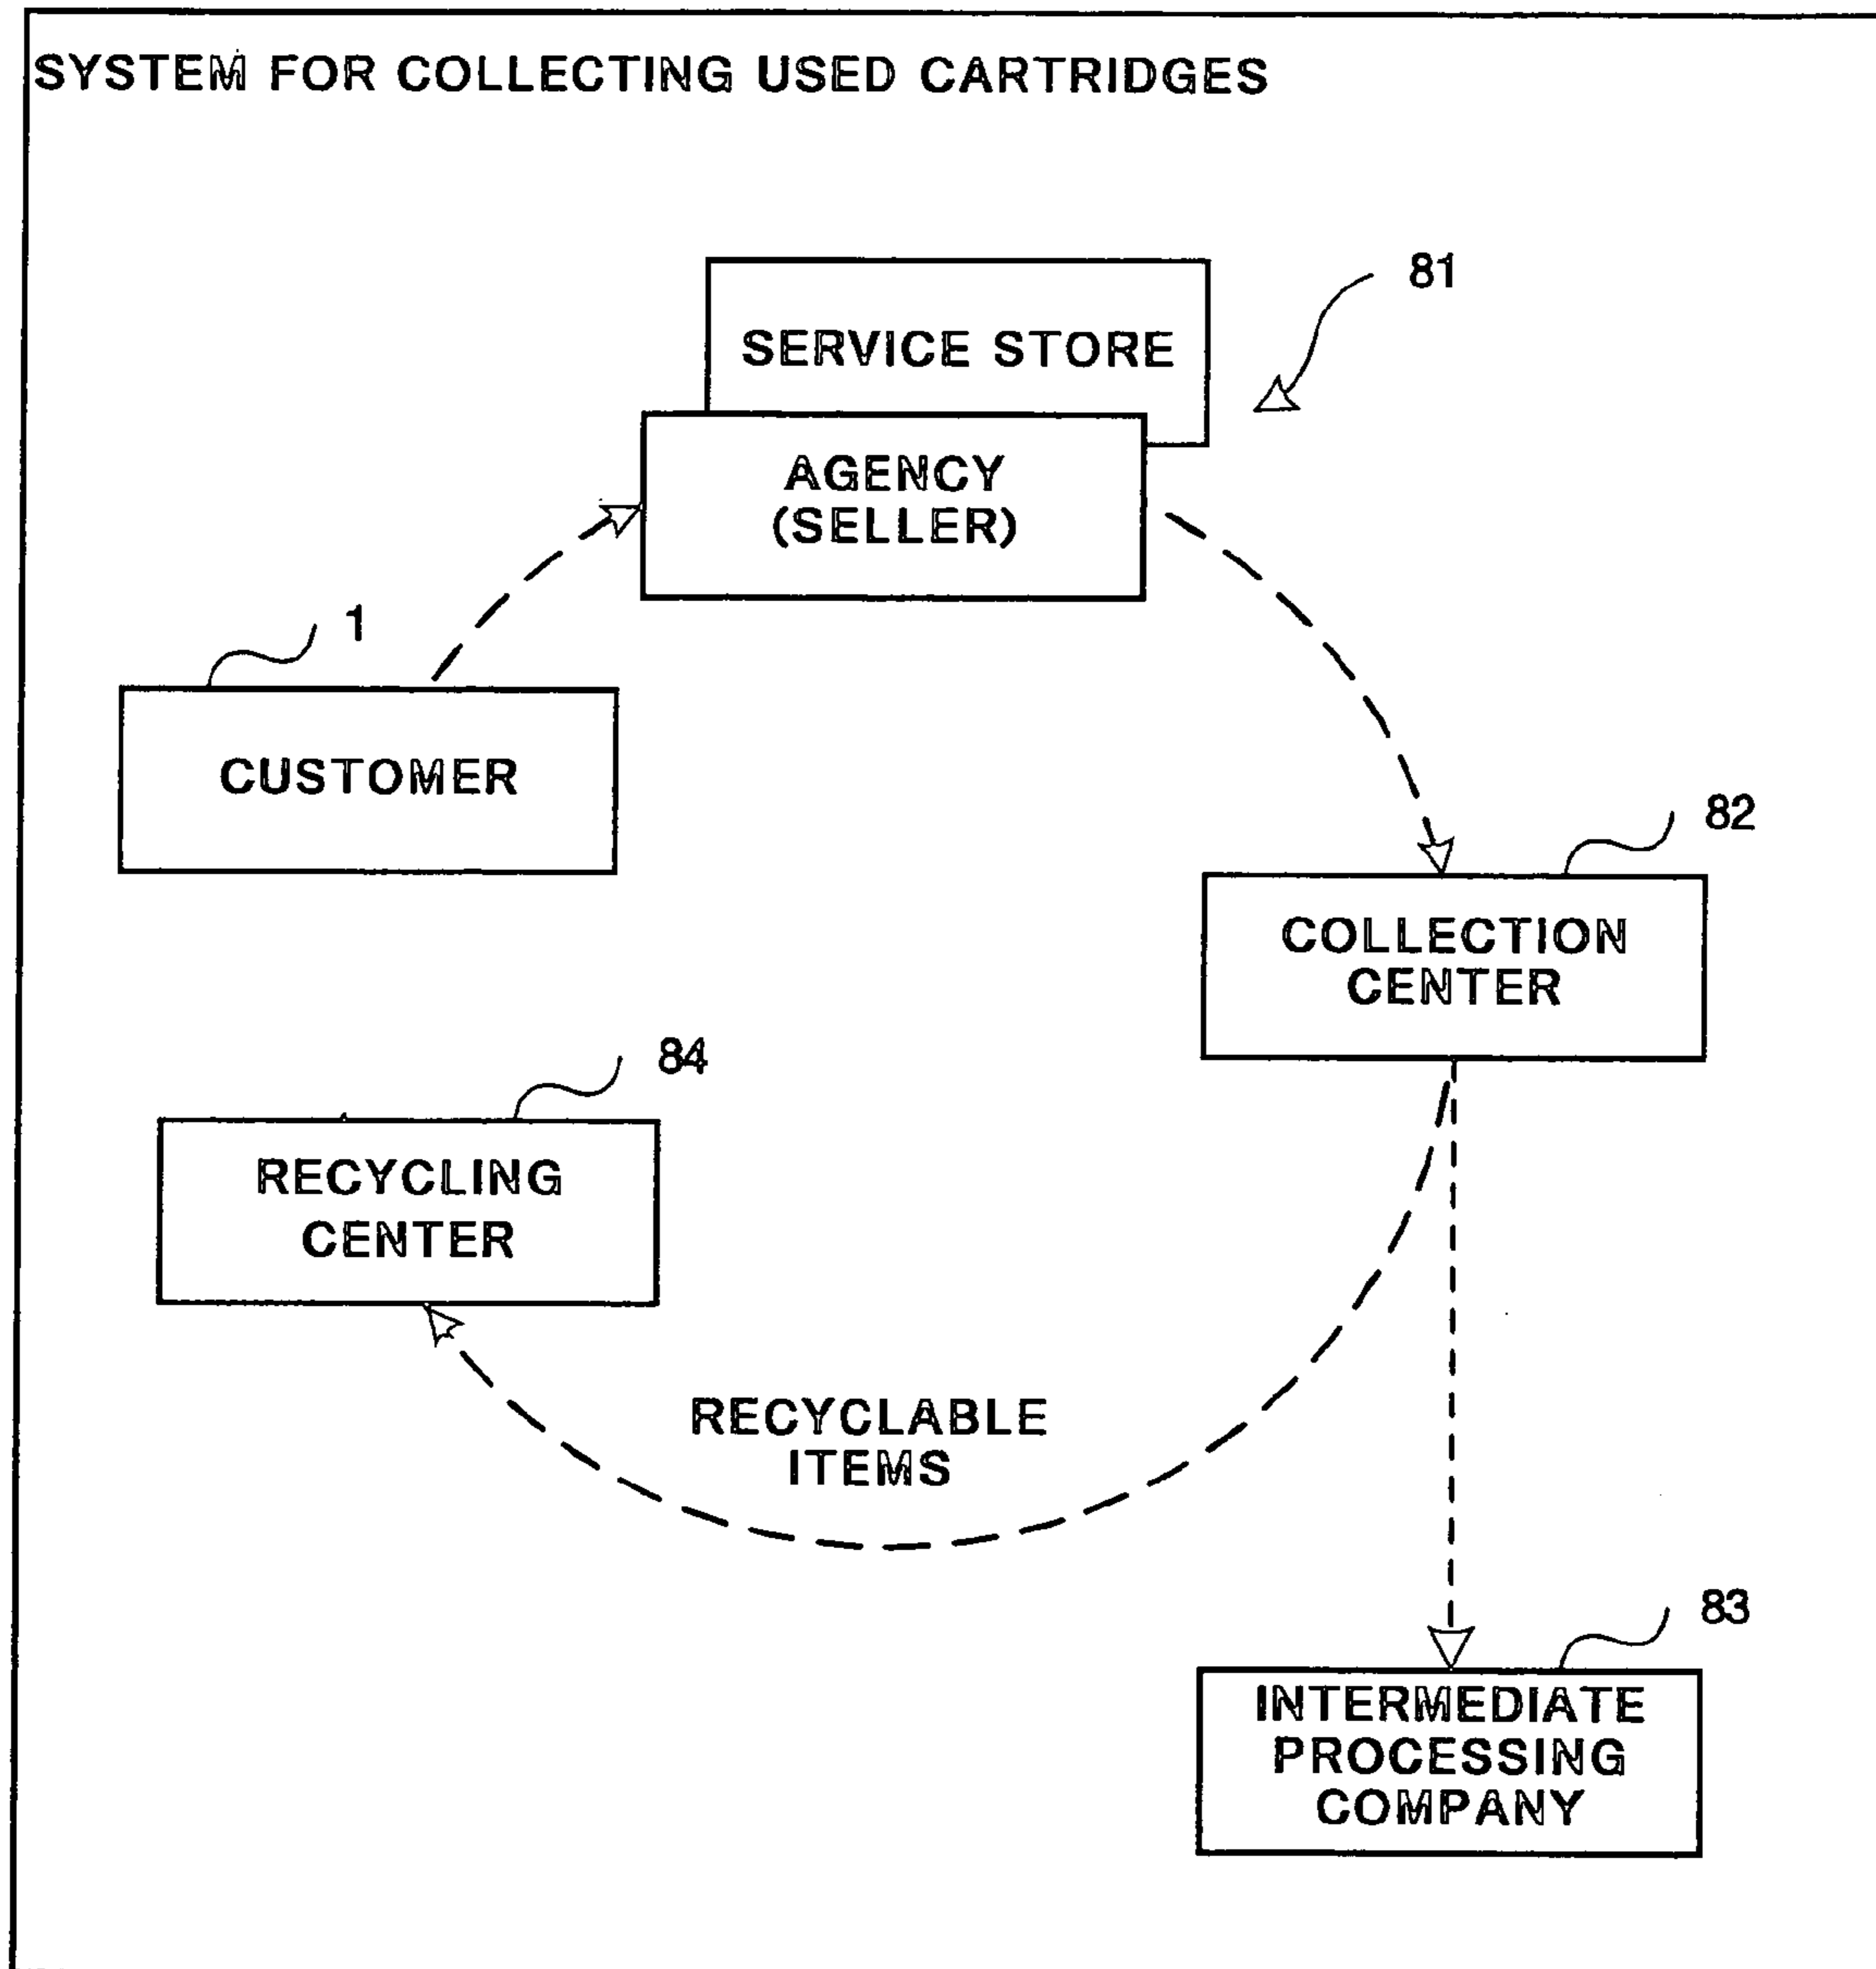 SYSTEM FOR COLLECTING USED CARTRIDGES
81
SERVICE STORE
AGENCY
(SELLER)
1
CUSTOMER
82
COLLECTION
CENTER
84
RECYCLING
CENTER
RECYCLABLE
ITEMS
83
INTERMEDIATE
PROCESSING
COMPANY